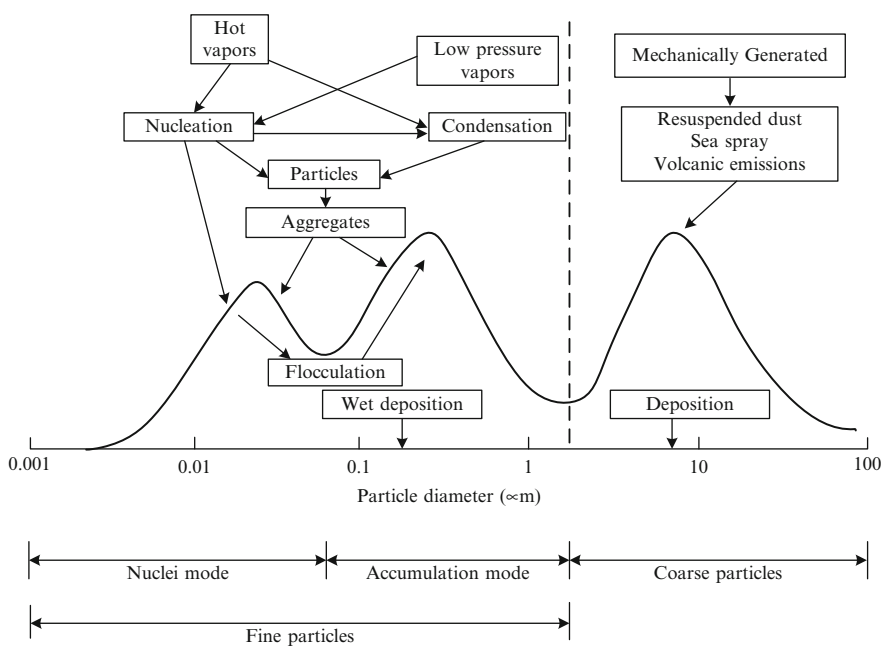 Hot
vapors
Low pressure
vapors
Mechanically Generated
Nucleation
Condensation
Resuspended dust
Sea spray
Volcanic emissions
Particles
Aggregates
Flocculation
Wet deposition
Deposition
0.001
0.01
0.1
1
10
100
Particle diameter (∝m)
Nuclei mode
Accumulation mode
Coarse particles
Fine particles